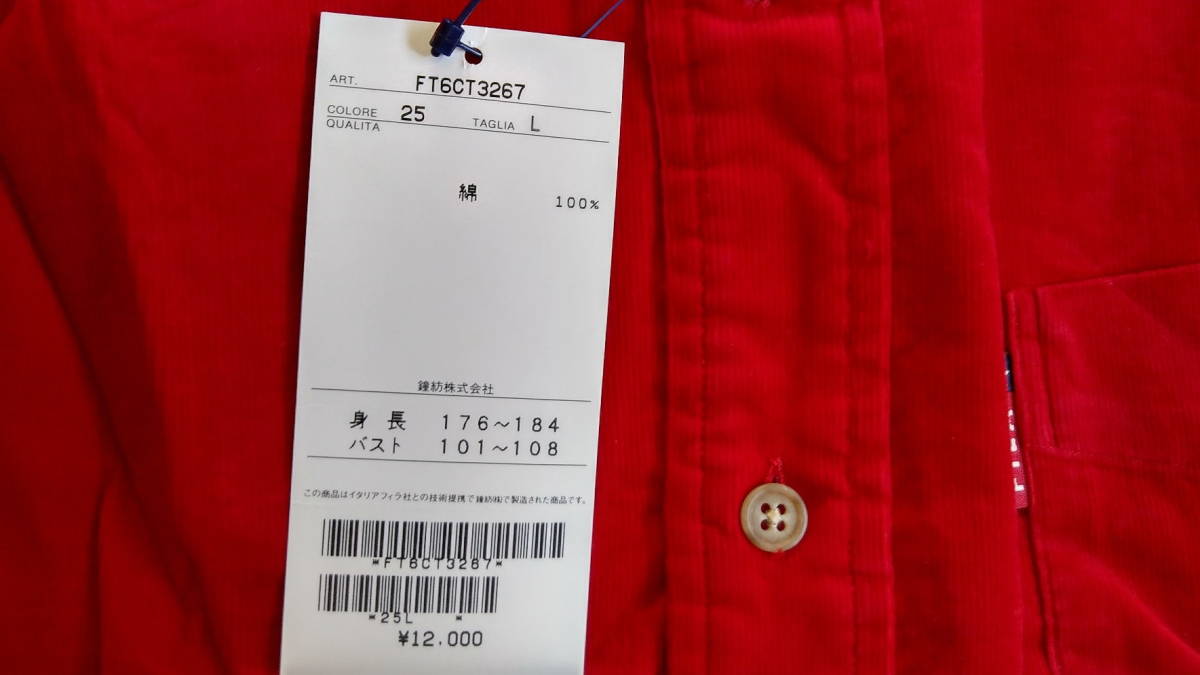 ART. FT6CT3267
COLORE 25 TAGLIA L
QUALITA
綿 100%
鐘紡株式会社
身長 176～184
バスト 101～108
この商品はイタリアフィラ社との技術提携で鐘紡㈱で製造された商品です。
*FT6CT3267*
*25L *
¥12,000